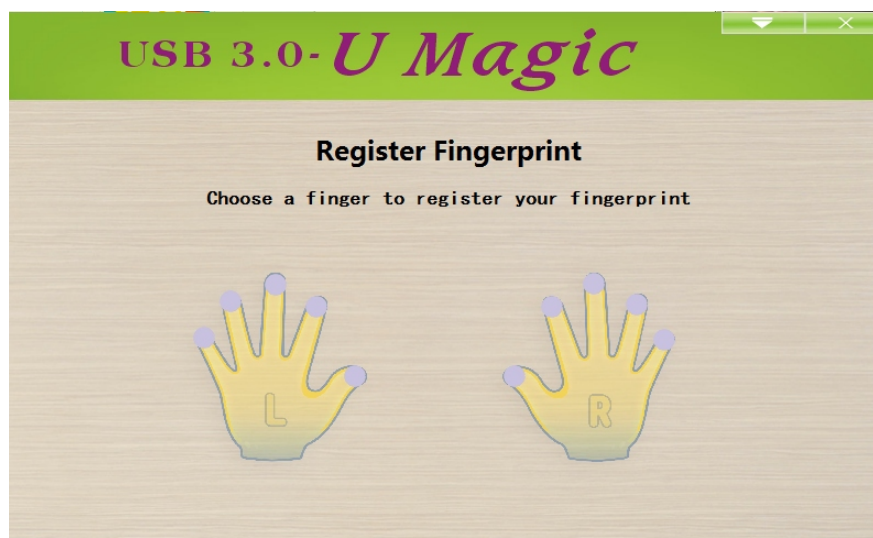 USB 3.0-U Magic
Register Fingerprint
Choose a finger to register your fingerprint
L
R